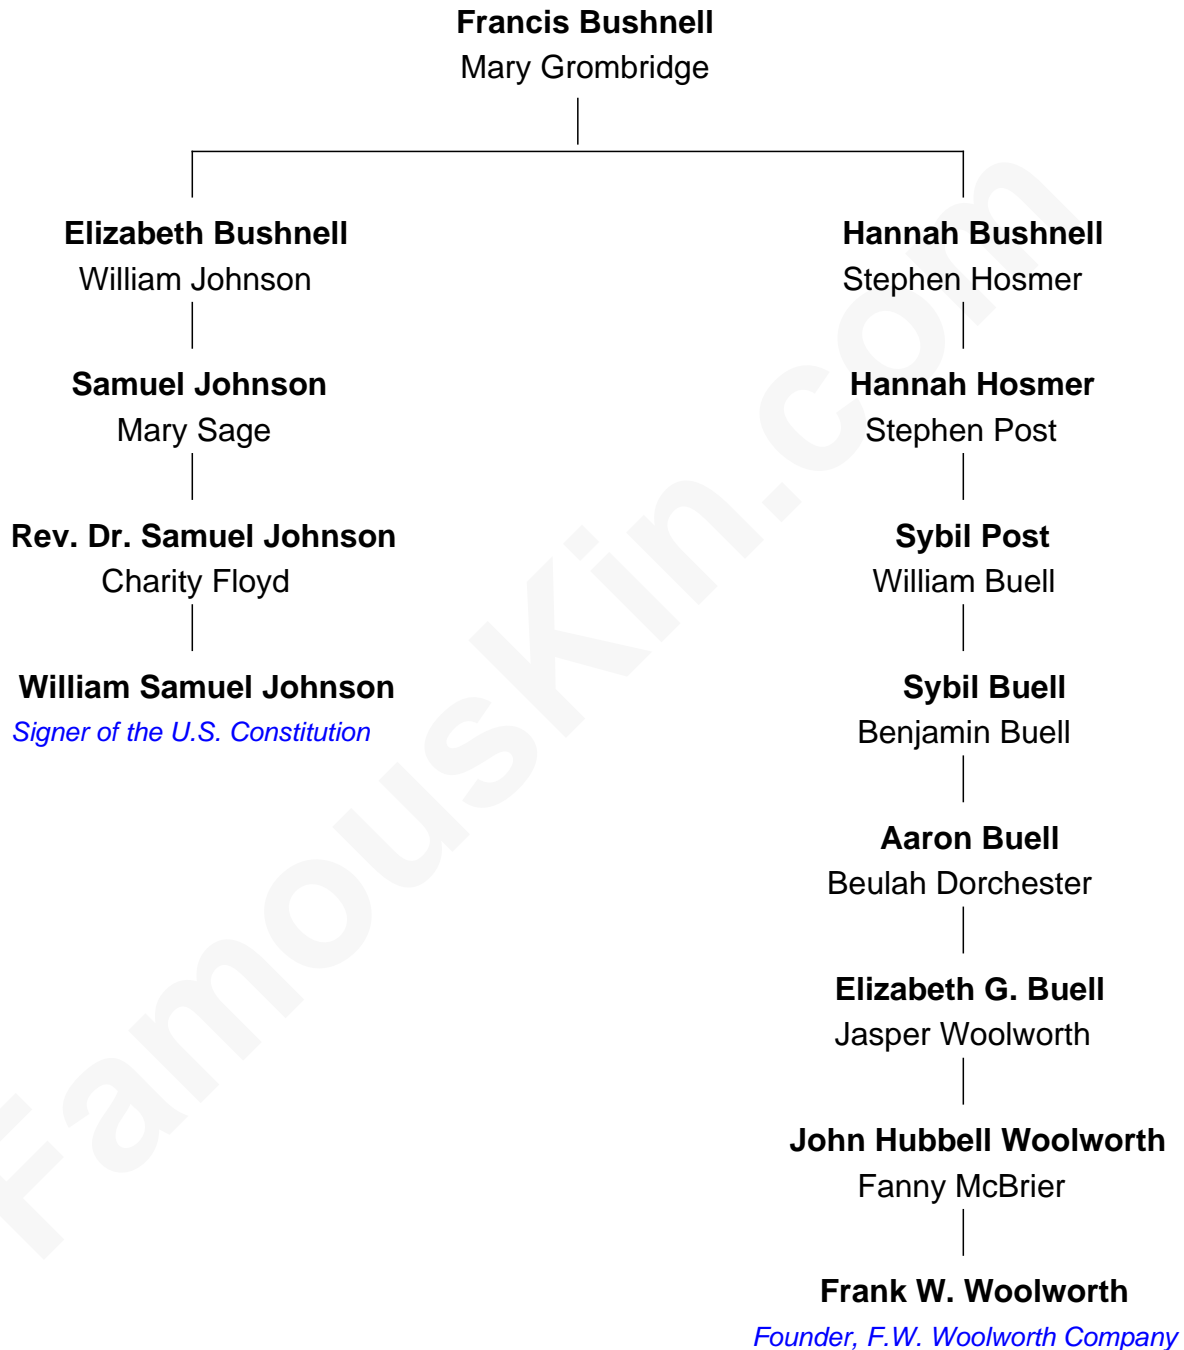 Francis Bushnell
Mary Grombridge
Elizabeth Bushnell
William Johnson
Samuel Johnson
Mary Sage
Rev. Dr. Samuel Johnson
Charity Floyd
William Samuel Johnson
Signer of the U.S. Constitution
Hannah Bushnell
Stephen Hosmer
Hannah Hosmer
Stephen Post
Sybil Post
William Buell
Sybil Buell
Benjamin Buell
Aaron Buell
Beulah Dorchester
Elizabeth G. Buell
Jasper Woolworth
John Hubbell Woolworth
Fanny McBrier
Frank W. Woolworth
Founder, F.W. Woolworth Company
FamousKin.com